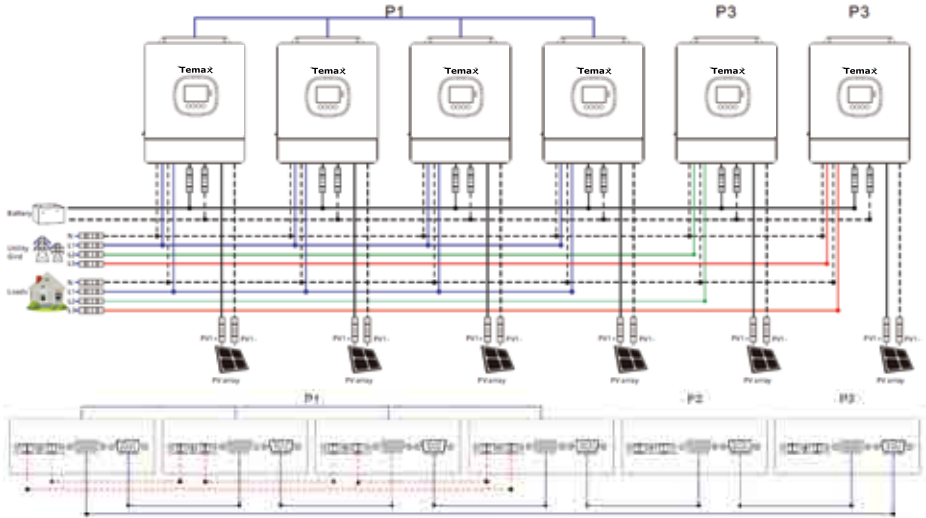 P1 P3 P3
Temax Temax Temax Temax Temax Temax
Battery
N
Utility L1
Gird L2
L3
N
Loads L1
L2
L3
PV1+ PV1- PV1+ PV1- PV1+ PV1- PV1+ PV1- PV1+ PV1- PV1+ PV1-
PV array PV array PV array PV array PV array PV array
P1 P2 P3